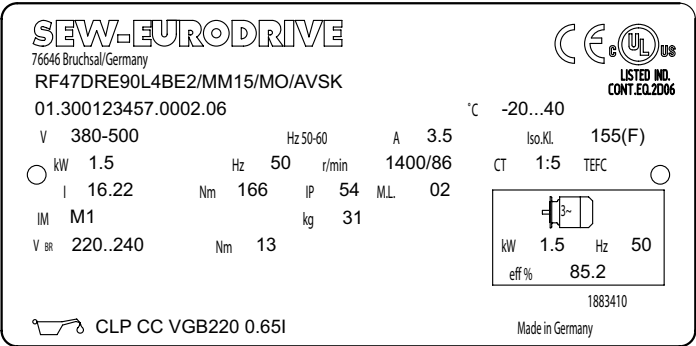 SEW-EURODRIVE
76646 Bruchsal/Germany
CE c UL US
LISTED IND.
CONT.EQ.2D06
RF47DRE90L4BE2/MM15/MO/AVSK
01.300123457.0002.06 °C -20...40
V 380-500 Hz 50-60 A 3.5 Iso.Kl. 155(F)
kW 1.5 Hz 50 r/min 1400/86 CT 1:5 TEFC
I 16.22 Nm 166 IP 54 M.L. 02
IM M1 kg 31
3~
V BR 220..240 Nm 13
kW 1.5 Hz 50
eff % 85.2
1883410
CLP CC VGB220 0.65l
Made in Germany